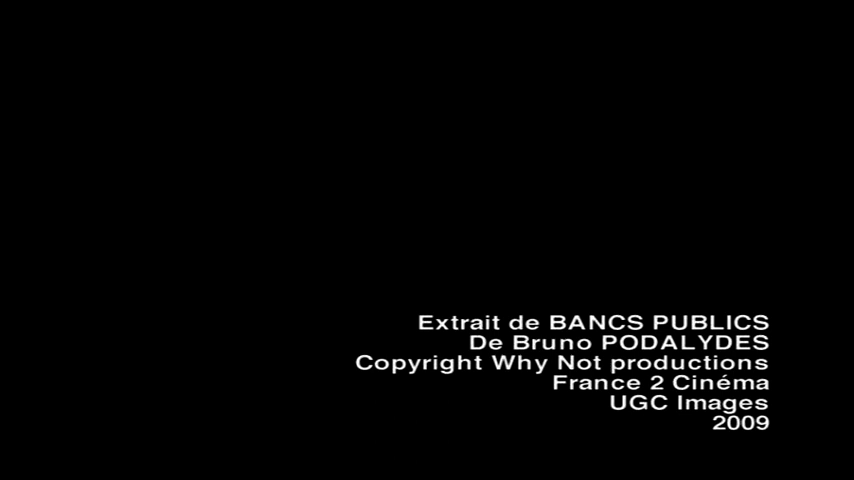 Extrait de BANCS PUBLICS
De Bruno PODALYDES
Copyright Why Not productions
France 2 Cinéma
UGC Images
2009